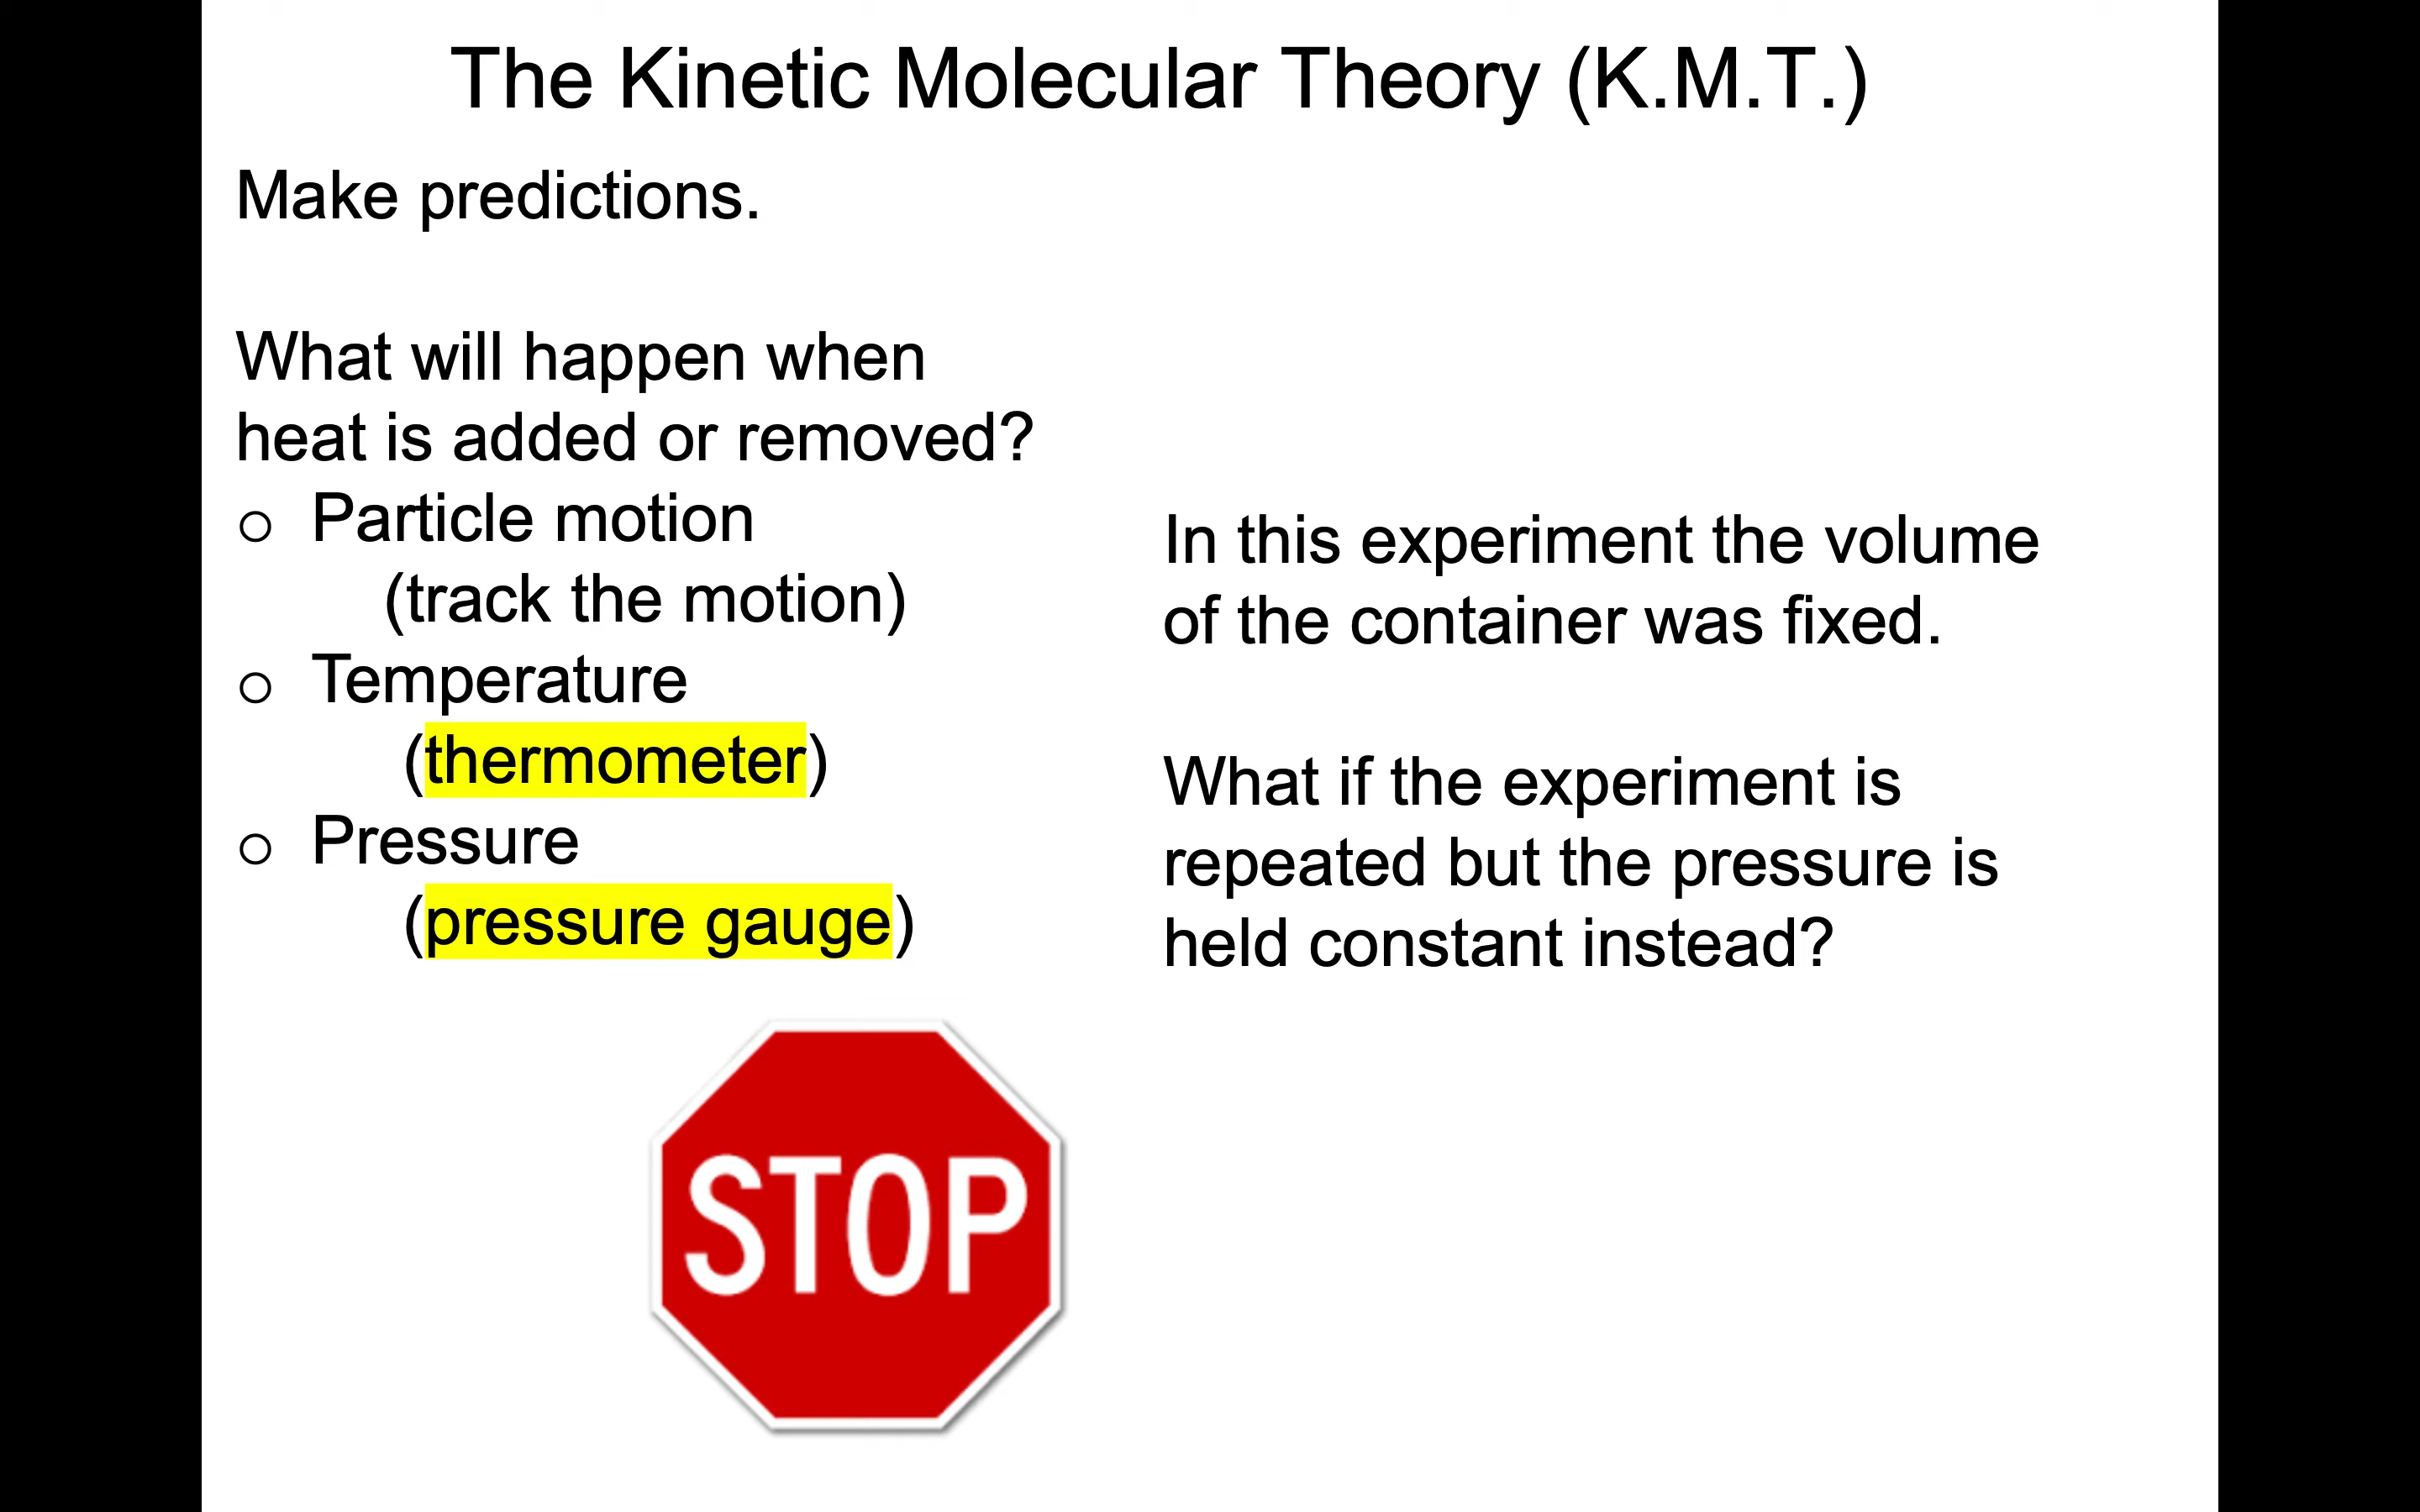 The Kinetic Molecular Theory (K.M.T.)
Make predictions.
What will happen when
heat is added or removed?
○ Particle motion
(track the motion)
○ Temperature
(thermometer)
○ Pressure
(pressure gauge)
In this experiment the volume
of the container was fixed.
What if the experiment is
repeated but the pressure is
held constant instead?
STOP